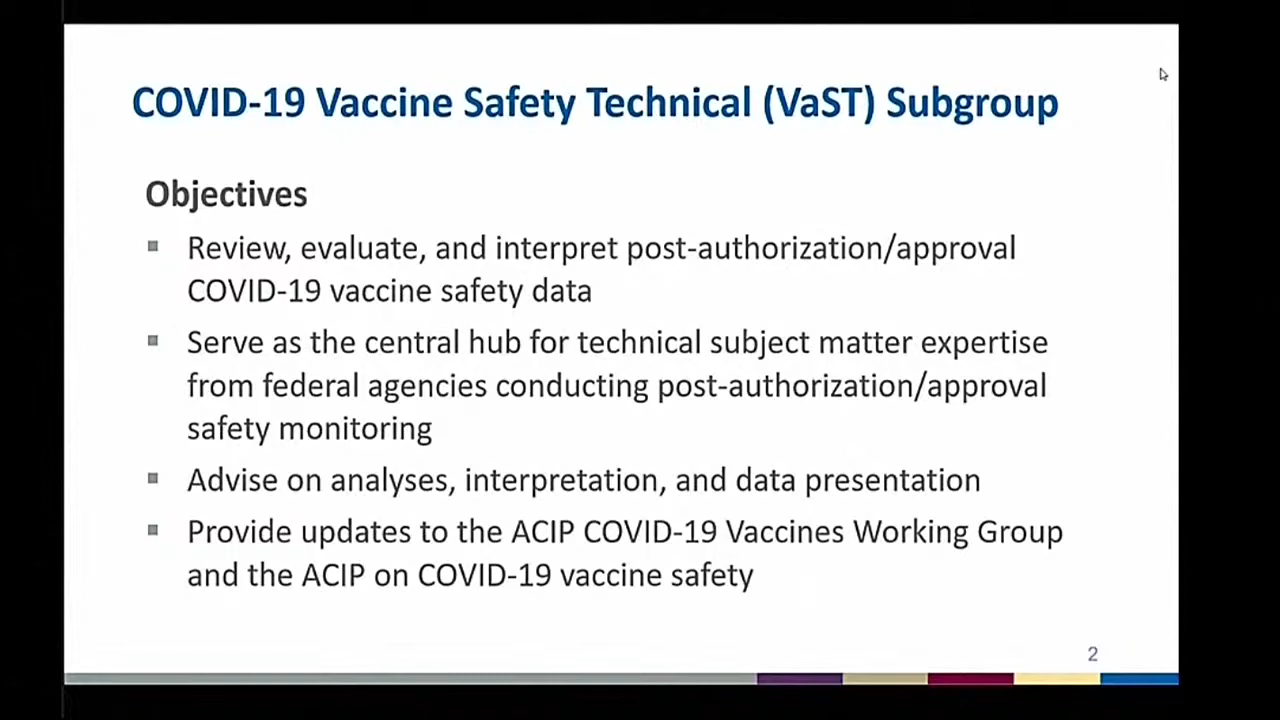 COVID-19 Vaccine Safety Technical (VaST) Subgroup
Objectives
Review, evaluate, and interpret post-authorization/approval
COVID-19 vaccine safety data
Serve as the central hub for technical subject matter expertise
from federal agencies conducting post-authorization/approval
safety monitoring
Advise on analyses, interpretation, and data presentation
Provide updates to the ACIP COVID-19 Vaccines Working Group
and the ACIP on COVID-19 vaccine safety
2